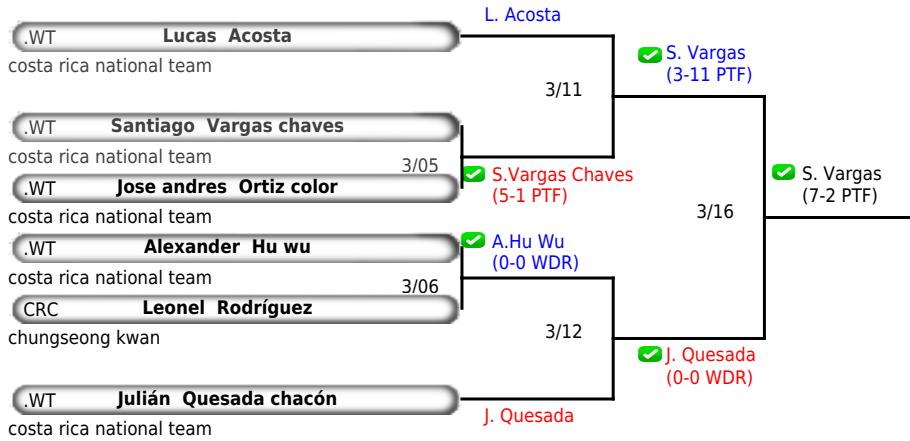 L. Acosta
.WT Lucas Acosta
costa rica national team
S. Vargas
(3-11 PTF)
3/11
.WT Santiago Vargas chaves
costa rica national team
3/05
S.Vargas Chaves
(5-1 PTF)
S. Vargas
(7-2 PTF)
.WT Jose andres Ortiz color
costa rica national team
3/16
.WT Alexander Hu wu
costa rica national team
A.Hu Wu
(0-0 WDR)
3/06
CRC Leonel Rodríguez
chungseong kwan
3/12
J. Quesada
(0-0 WDR)
.WT Julián Quesada chacón
costa rica national team
J. Quesada